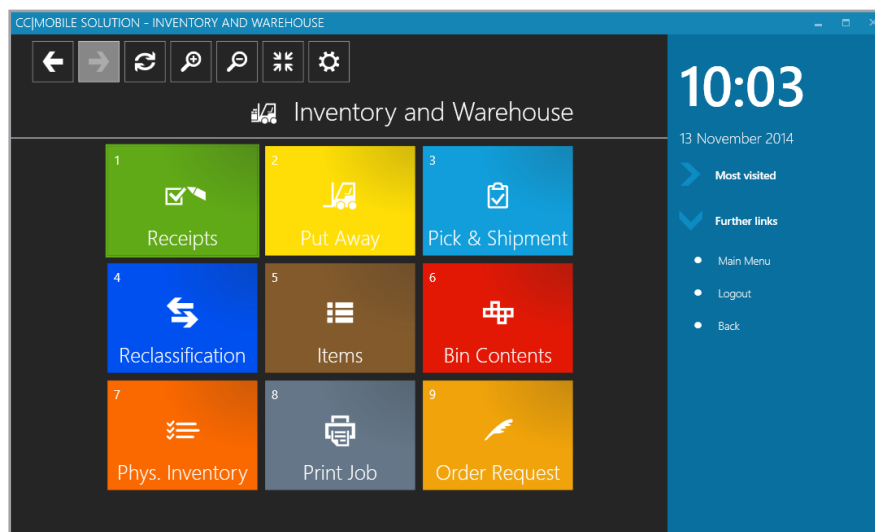 CC|MOBILE SOLUTION - INVENTORY AND WAREHOUSE
Inventory and Warehouse
1
Receipts
2
Put Away
3
Pick & Shipment
4
Reclassification
5
Items
6
Bin Contents
7
Phys. Inventory
8
Print Job
9
Order Request
10:03
13 November 2014
Most visited
Further links
Main Menu
Logout
Back